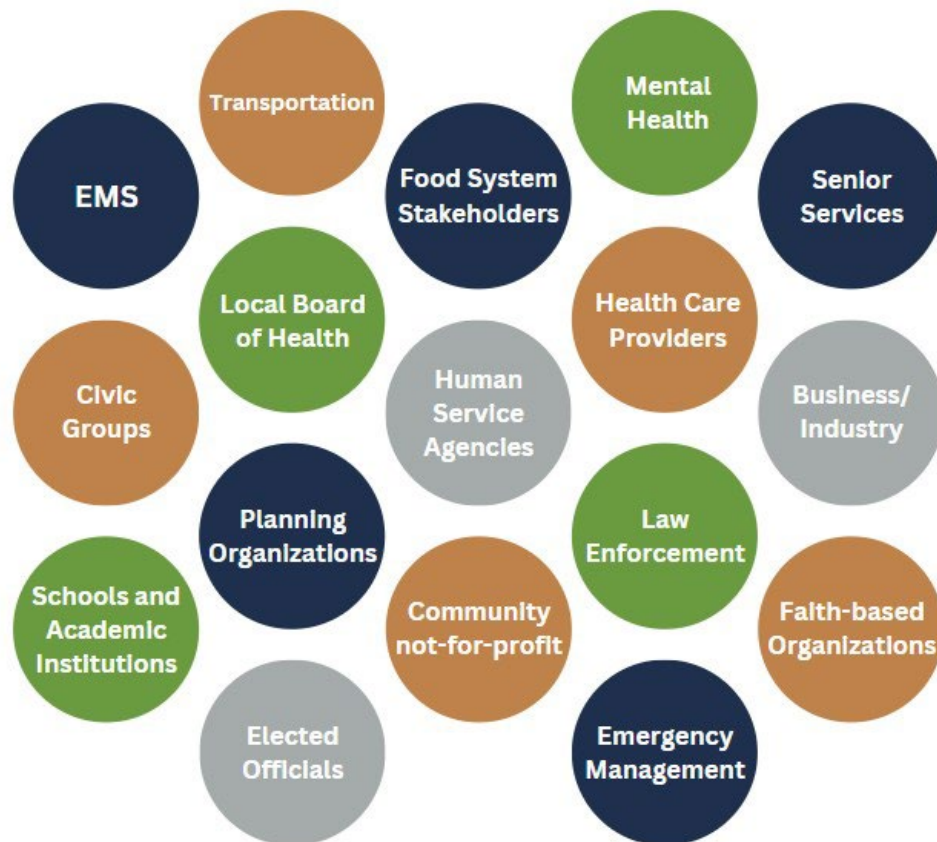 Transportation
Mental
Health
EMS
Food System
Stakeholders
Senior
Services
Local Board
of Health
Health Care
Providers
Civic
Groups
Human
Service
Agencies
Business/
Industry
Planning
Organizations
Law
Enforcement
Schools and
Academic
Institutions
Community
not-for-profit
Faith-based
Organizations
Elected
Officials
Emergency
Management